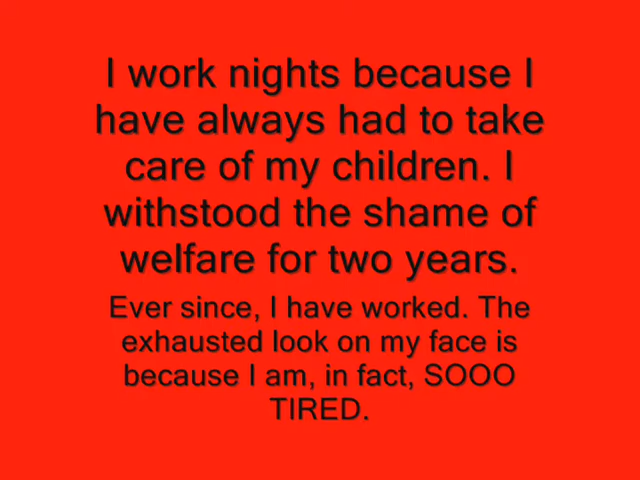 I work nights because I
have always had to take
care of my children. I
withstood the shame of
welfare for two years.
Ever since, I have worked. The
exhausted look on my face is
because I am, in fact, SOOO
TIRED.